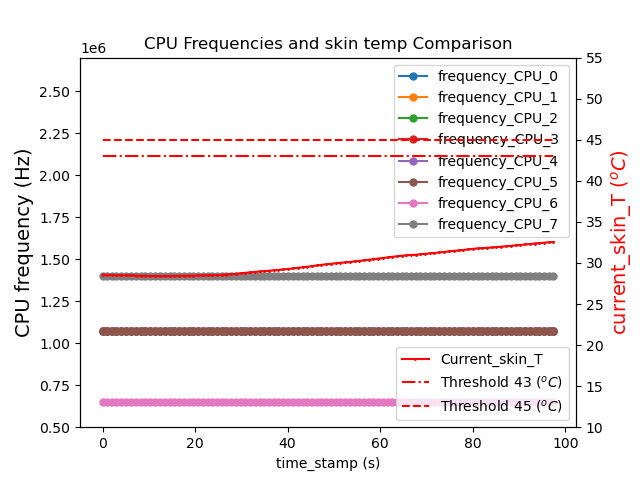 CPU Frequencies and skin temp Comparison
1e6
2.50
2.25
2.00
1.75
1.50
1.25
1.00
0.75
0.50
CPU frequency (Hz)
55
50
45
40
35
30
25
20
15
10
current_skin_T (°C)
frequency_CPU_0
frequency_CPU_1
frequency_CPU_2
frequency_CPU_3
frequency_CPU_4
frequency_CPU_5
frequency_CPU_6
frequency_CPU_7
Current_skin_T
Threshold 43 (°C)
Threshold 45 (°C)
0
20
40
60
80
100
time_stamp (s)